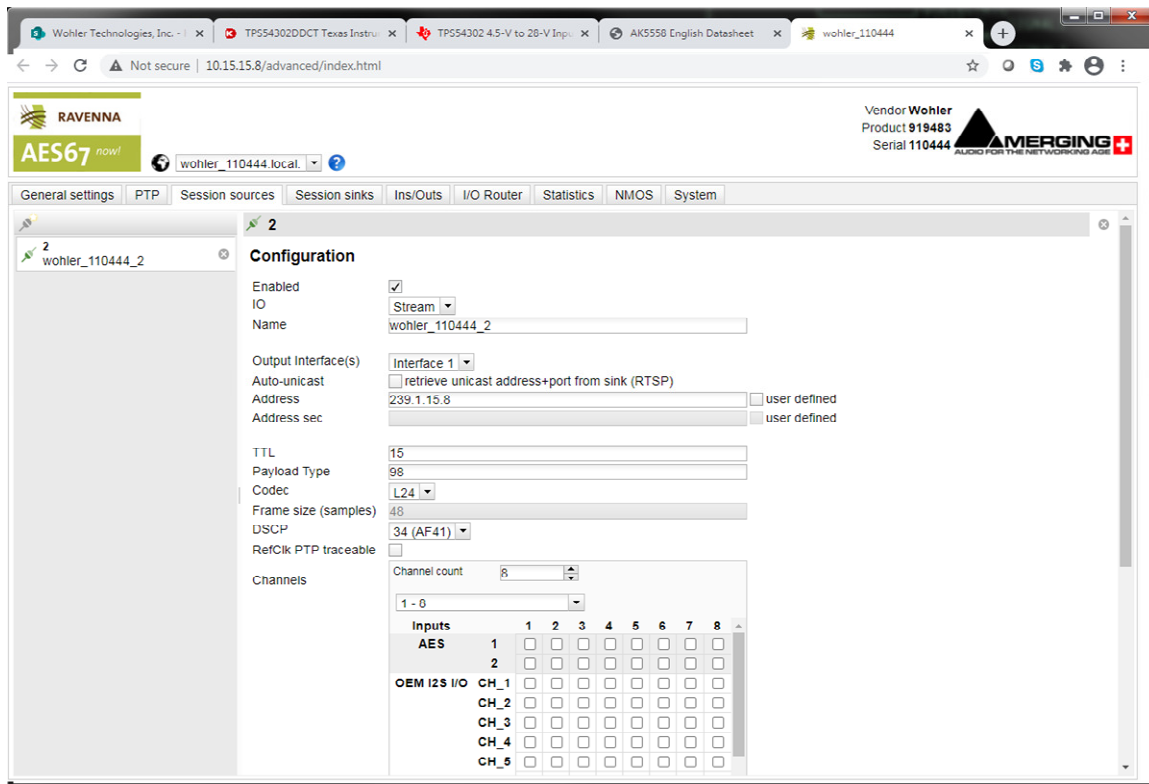 Wohler Technologies, Inc. - 
TPS54302DDCT Texas Instru
TPS54302 4.5-V to 28-V Inpu
AK5558 English Datasheet
wohler_110444
Not secure | 10.15.15.8/advanced/index.html
RAVENNA
AES67 now!
wohler_110444.local.
Vendor Wohler
Product 919483
Serial 110444
MERGING
AUDIO FOR THE NETWORKING AGE
General settings PTP Session sources Session sinks Ins/Outs I/O Router Statistics NMOS System
2
wohler_110444_2
2
Configuration
Enabled
IO Stream
Name wohler_110444_2
Output Interface(s) Interface 1
Auto-unicast retrieve unicast address+port from sink (RTSP)
Address 239.1.15.8 user defined
Address sec user defined
TTL 15
Payload Type 98
Codec L24
Frame size (samples) 48
DSCP 34 (AF41)
RefClk PTP traceable
Channels
Channel count 8
1 - 8
Inputs 1 2 3 4 5 6 7 8
AES 1
2
OEM I2S I/O CH_1
CH_2
CH_3
CH_4
CH_5